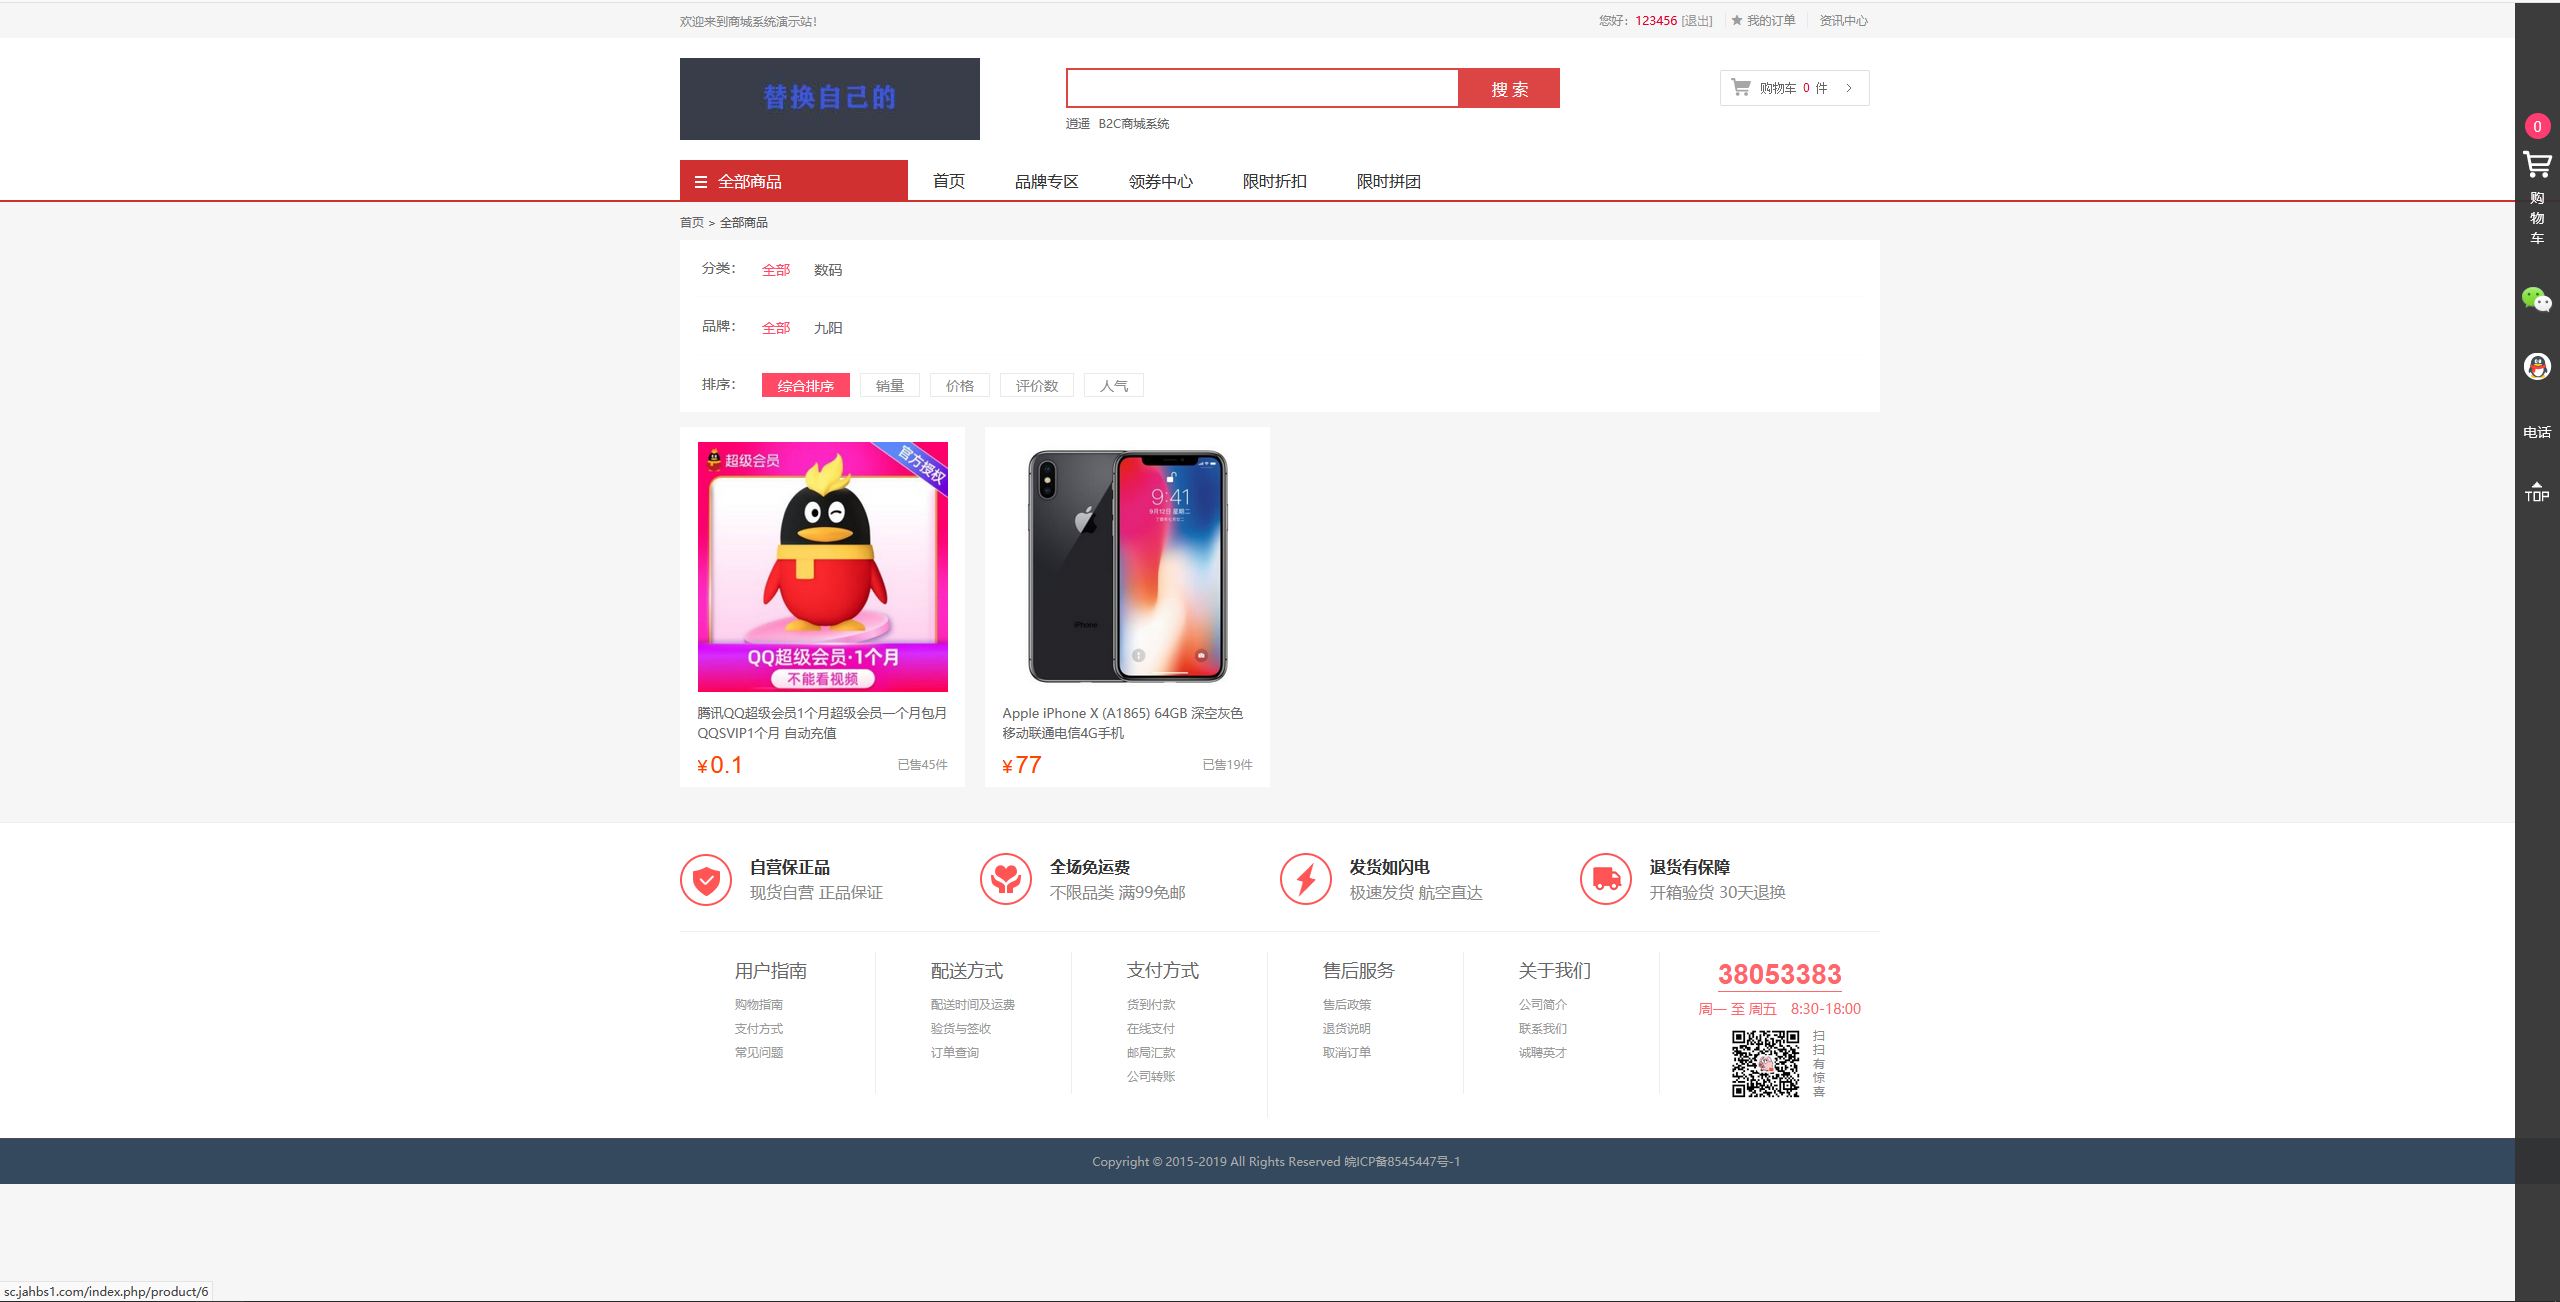 欢迎来到商城系统演示站!
您好：123456 [退出] 我的订单 资讯中心
替换自己的
搜 索
购物车 0 件 >
逍遥 B2C商城系统
全部商品 首页 品牌专区 领券中心 限时折扣 限时拼团
首页 > 全部商品
分类： 全部 数码
品牌： 全部 九阳
排序： 综合排序 销量 价格 评价数 人气
超级会员
官方授权
QQ超级会员·1个月
不能看视频
腾讯QQ超级会员1个月超级会员一个月包月
QQSVIP1个月 自动充值
¥0.1 已售45件
9:41
9月12日 星期二
iPhone
Apple iPhone X (A1865) 64GB 深空灰色
移动联通电信4G手机
¥77 已售19件
自营保正品
现货自营 正品保证
全场免运费
不限品类 满99免邮
发货如闪电
极速发货 航空直达
退货有保障
开箱验货 30天退换
用户指南
购物指南
支付方式
常见问题
配送方式
配送时间及运费
验货与签收
订单查询
支付方式
货到付款
在线支付
邮局汇款
公司转账
售后服务
售后政策
退货说明
取消订单
关于我们
公司简介
联系我们
诚聘英才
38053383
周一 至 周五 8:30-18:00
扫扫有惊喜
Copyright © 2015-2019 All Rights Reserved 皖ICP备8545447号-1
0
购物车
电话
TOP
sc.jahbs1.com/index.php/product/6